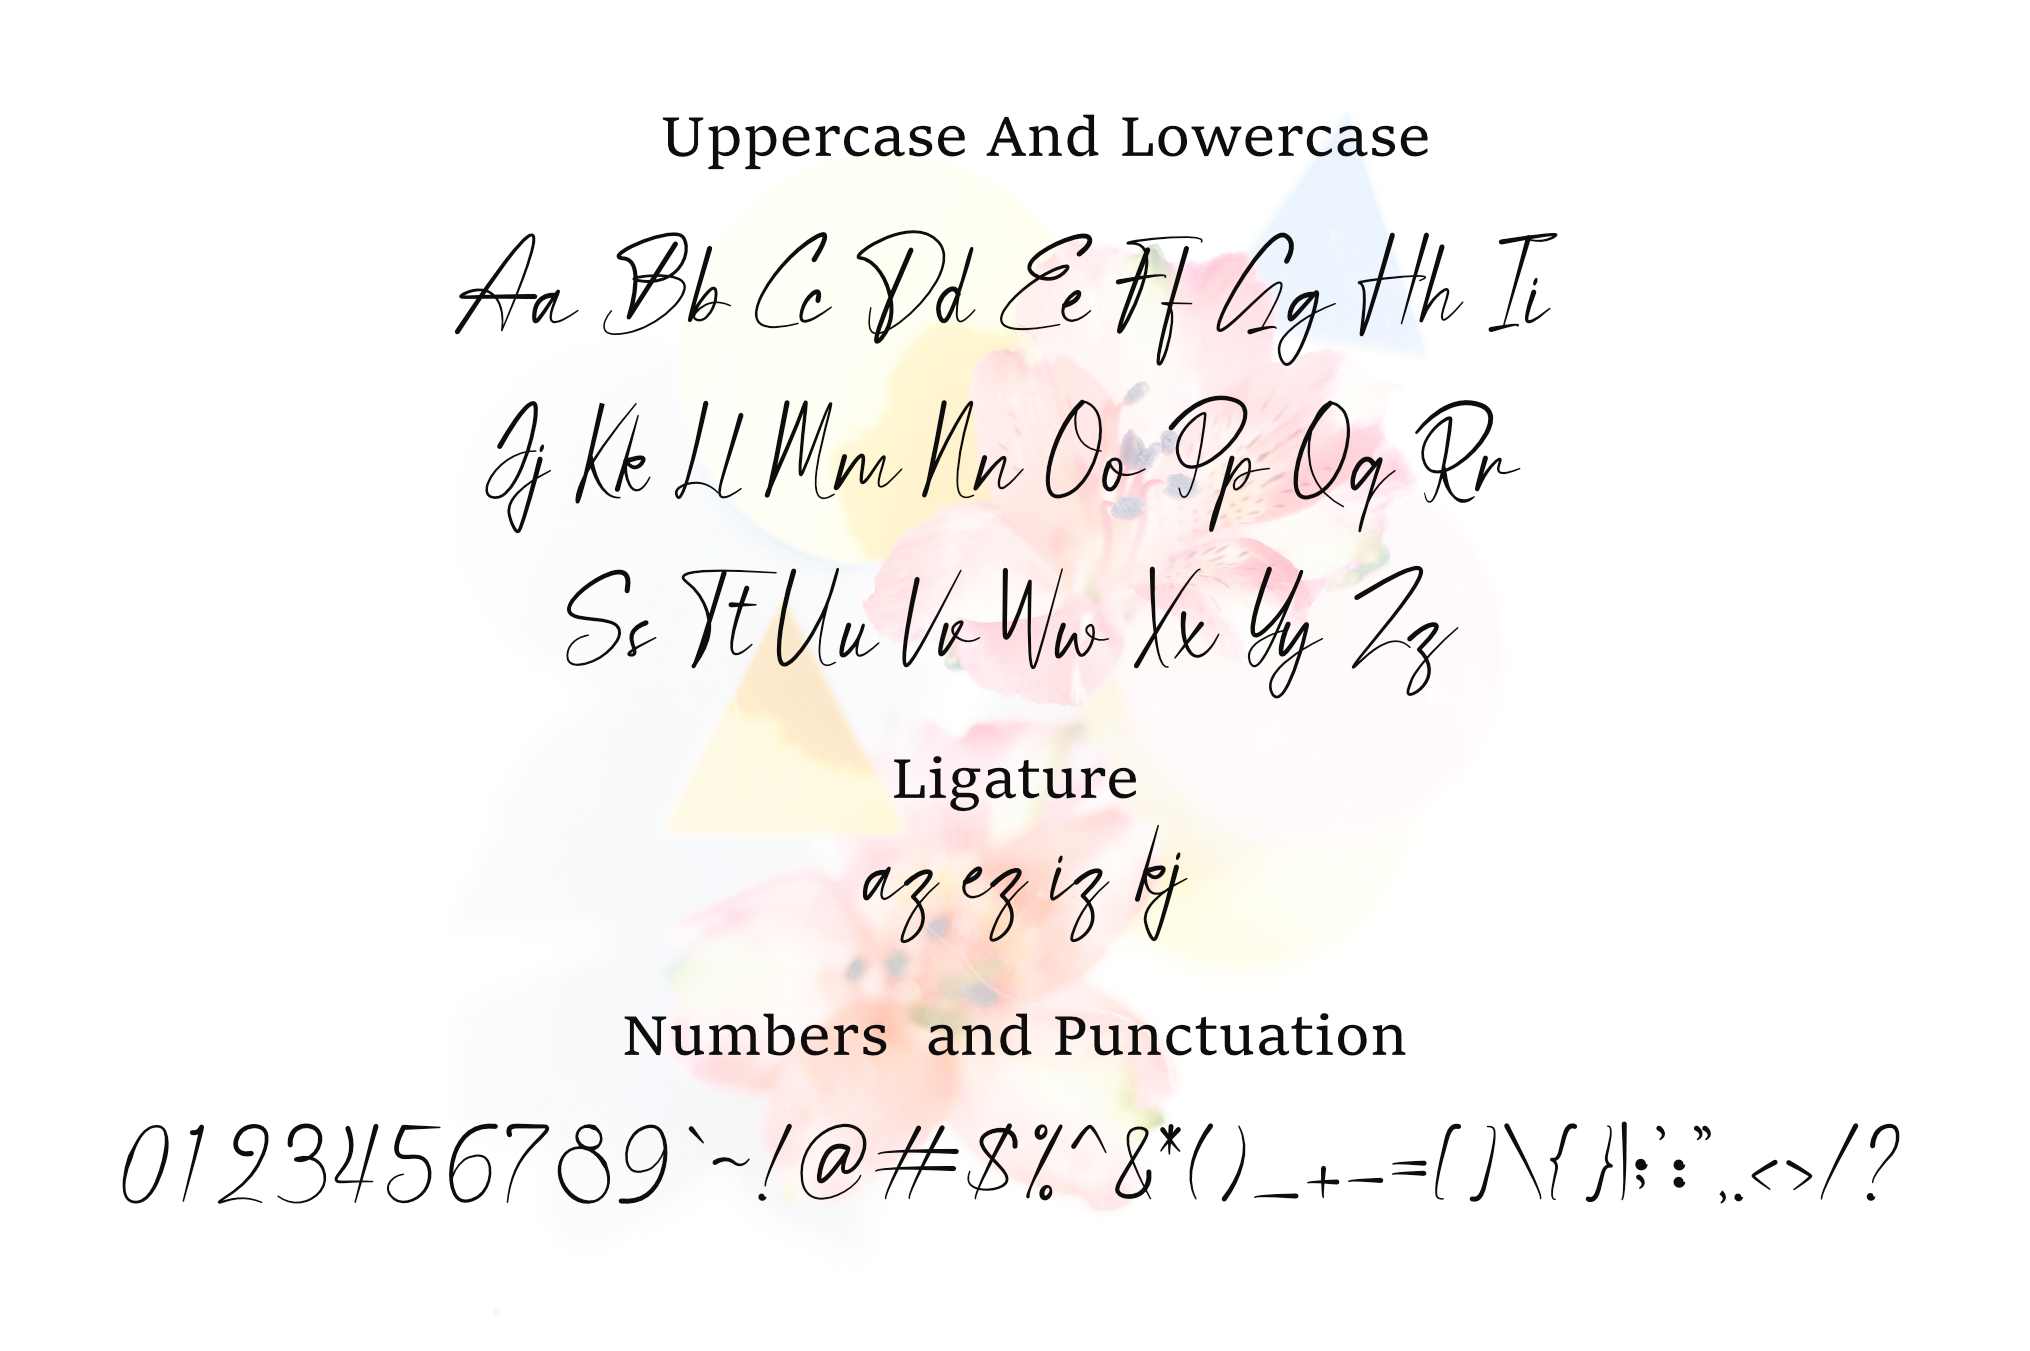 Uppercase And Lowercase
Aa Bb Cc Dd Ee Ff Gg Hh Ii
Jj Kk Ll Mm Nn Oo Pp Qq Rr
Ss Tt Uu Vv Ww Xx Yy Zz
Ligature
az ez iz kj
Numbers and Punctuation
0123456789`~!@#$%^&*()_+-=[]\{}|;':",.<>/?